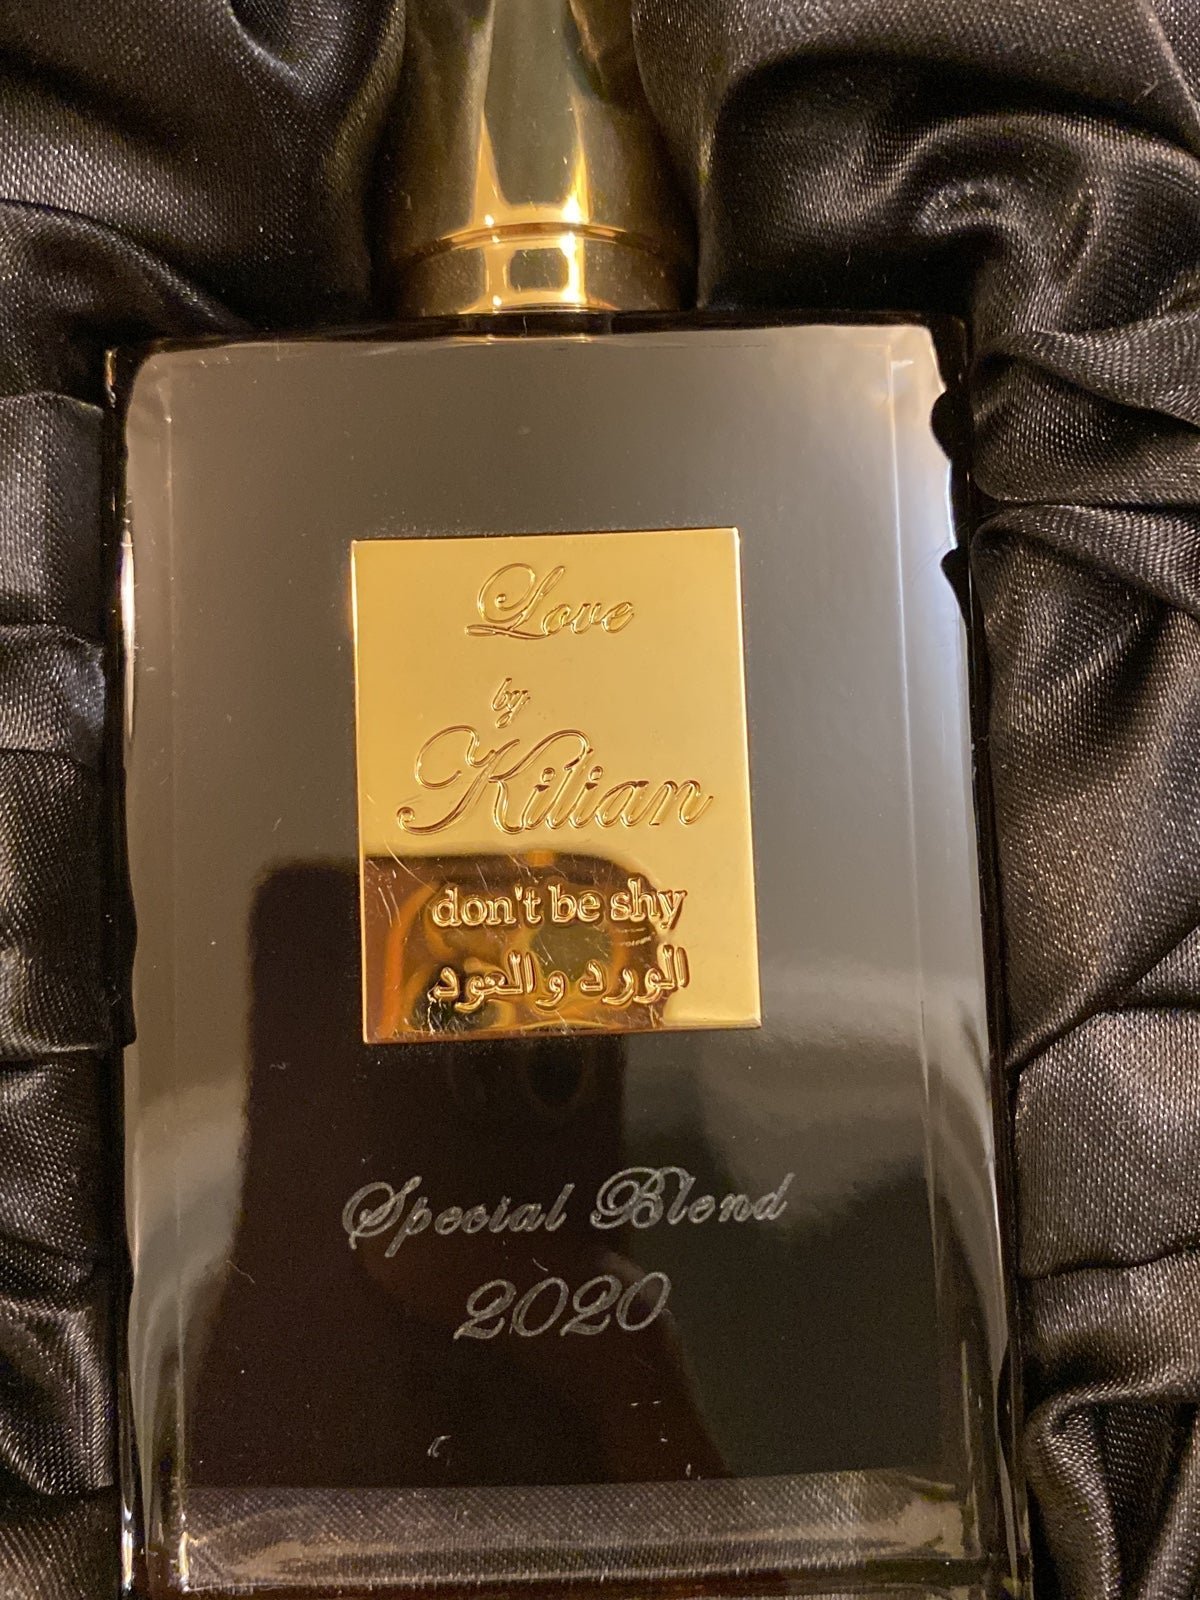 Love
by
Kilian
don't be shy
الورد والعود
Special Blend
2020